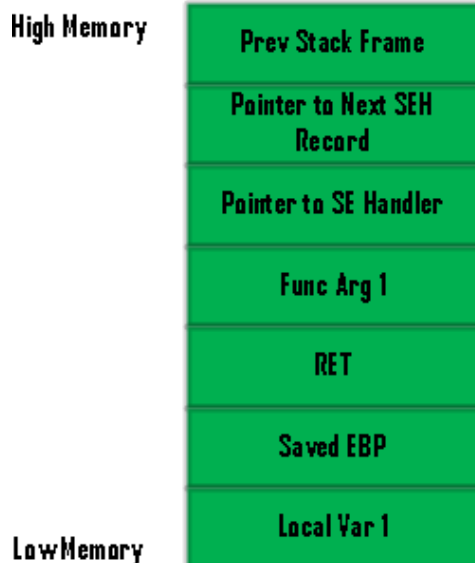 High Memory
Prev Stack Frame
Pointer to Next SEH
Record
Pointer to SE Handler
Func Arg 1
RET
Saved EBP
Local Var 1
Low Memory